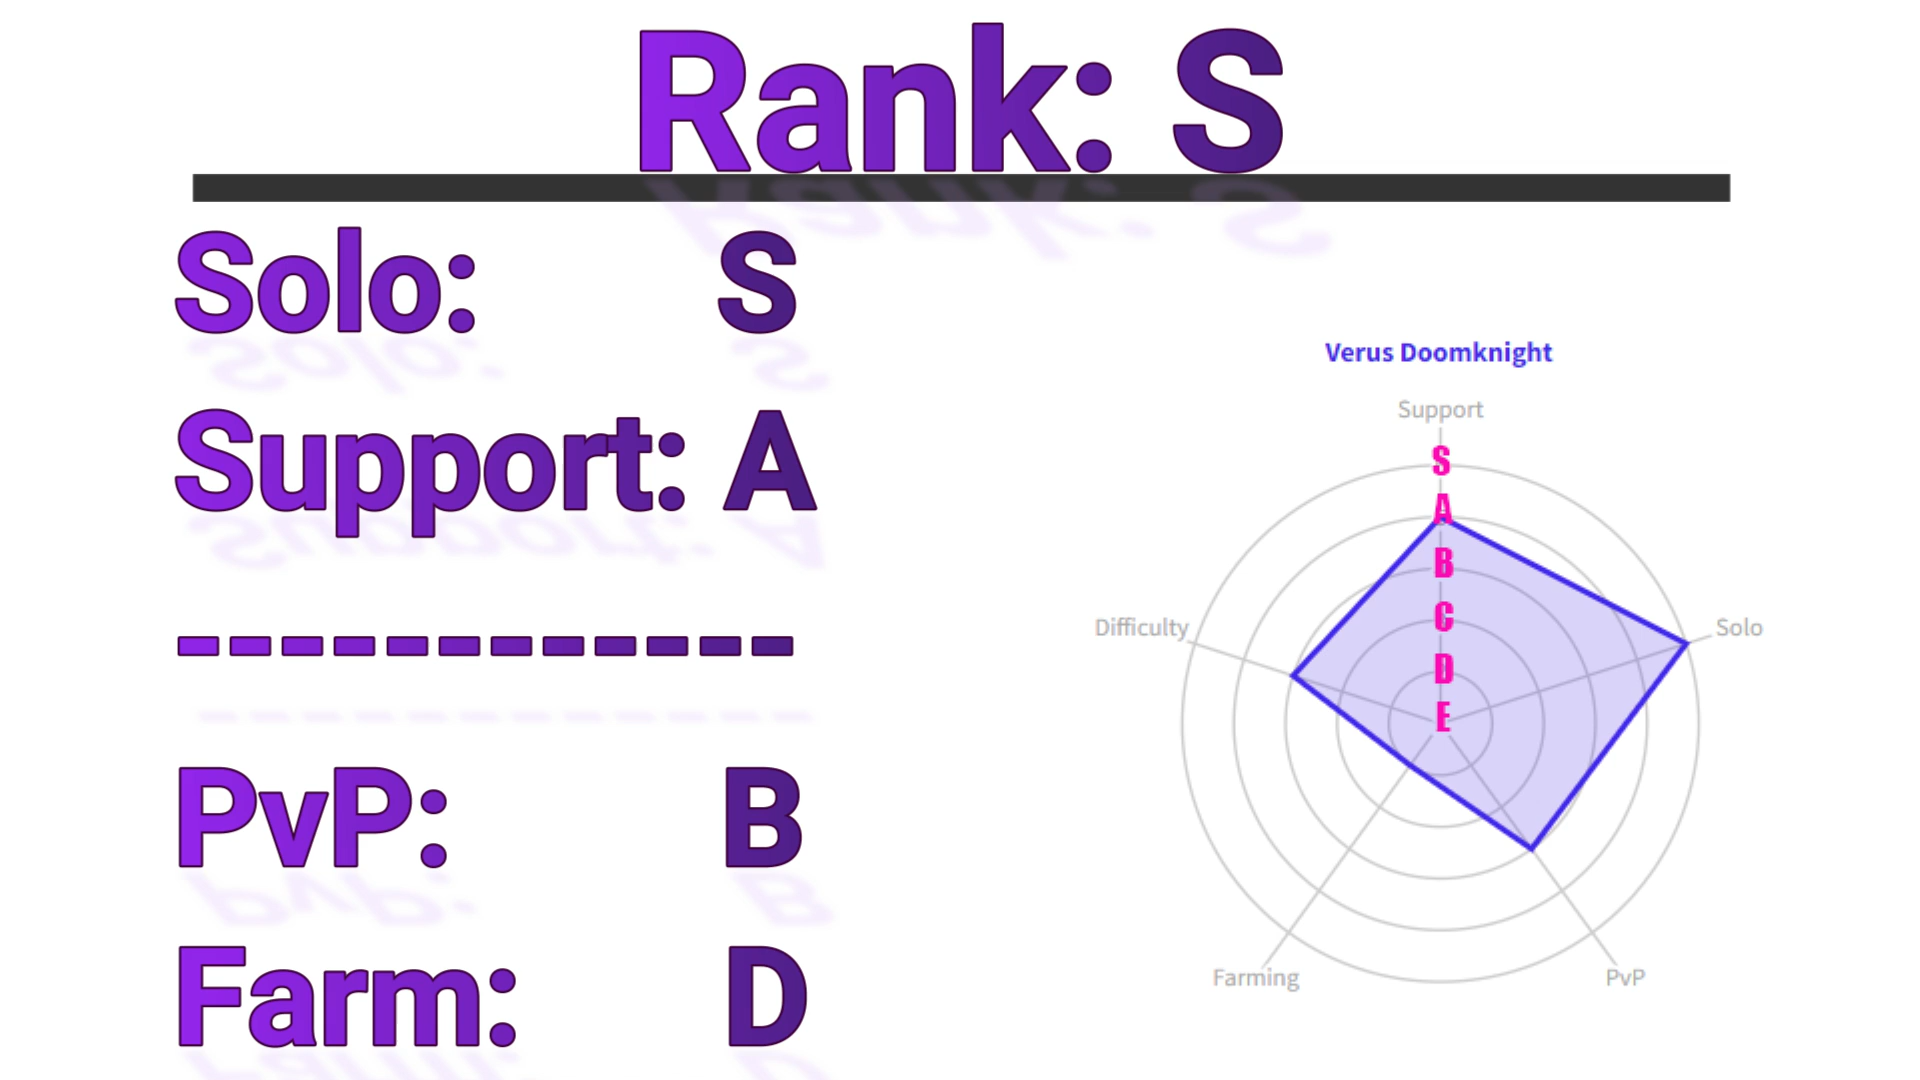 Rank: S
Solo: S
Support: A
------------
PvP: B
Farm: D
Verus Doomknight
Support
S
A
B
C
D
E
Difficulty
Solo
Farming
PvP